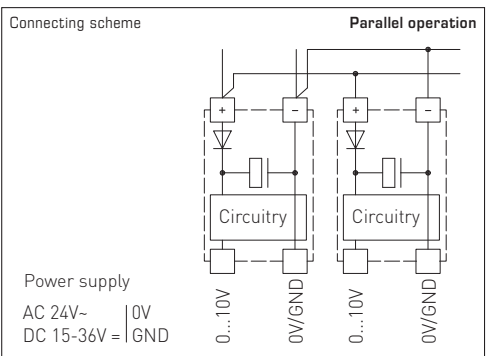 Connecting scheme Parallel operation
+ − + −
Circuitry Circuitry
Power supply
AC 24V~ 0V
DC 15-36V = GND
0...10V
0V/GND
0...10V
0V/GND